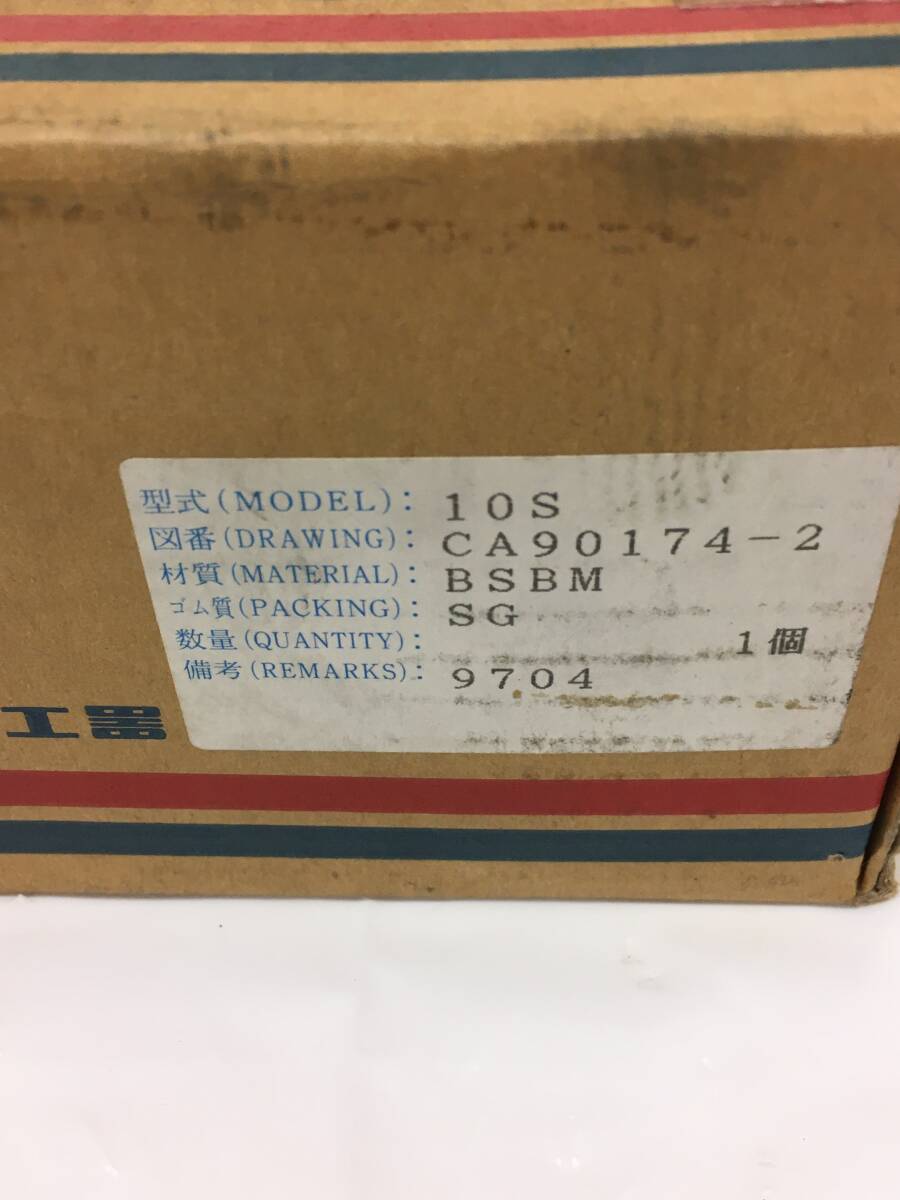 型式(MODEL): 10S
図番(DRAWING): CA90174-2
材質(MATERIAL): BSBM
ゴム質(PACKING): SG
数量(QUANTITY): 1個
備考(REMARKS): 9704
工器